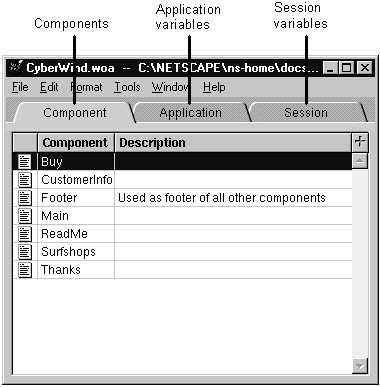 Components
Application variables
Session variables
CyberWind.woa -- C:\NETSCAPE\ns-home\docs...
File Edit Format Tools Window Help
Component Application Session
Component Description
Buy
CustomerInfo
Footer Used as footer of all other components
Main
ReadMe
Surfshops
Thanks